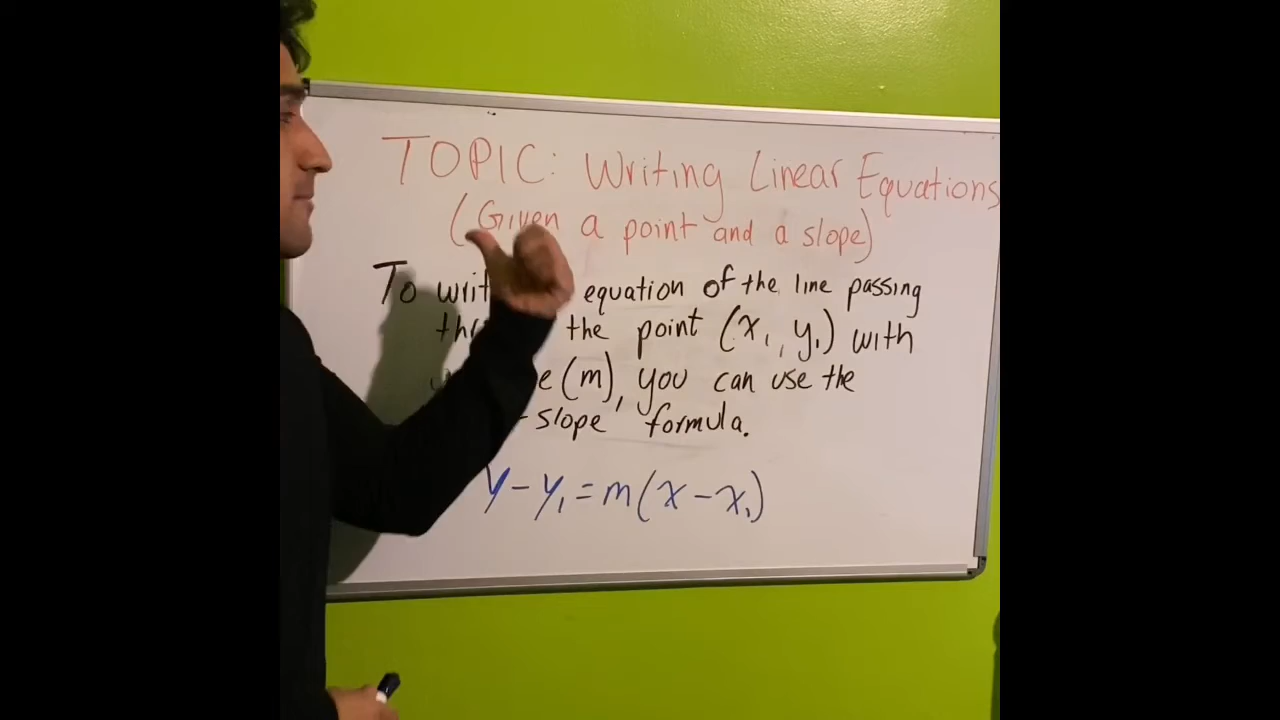 TOPIC: Writing Linear Equations
(Given a point and a slope)
To writ equation of the line passing
thr the point (x₁, y₁) with
e (m), you can use the
-slope formula.
y - y₁ = m(x - x₁)